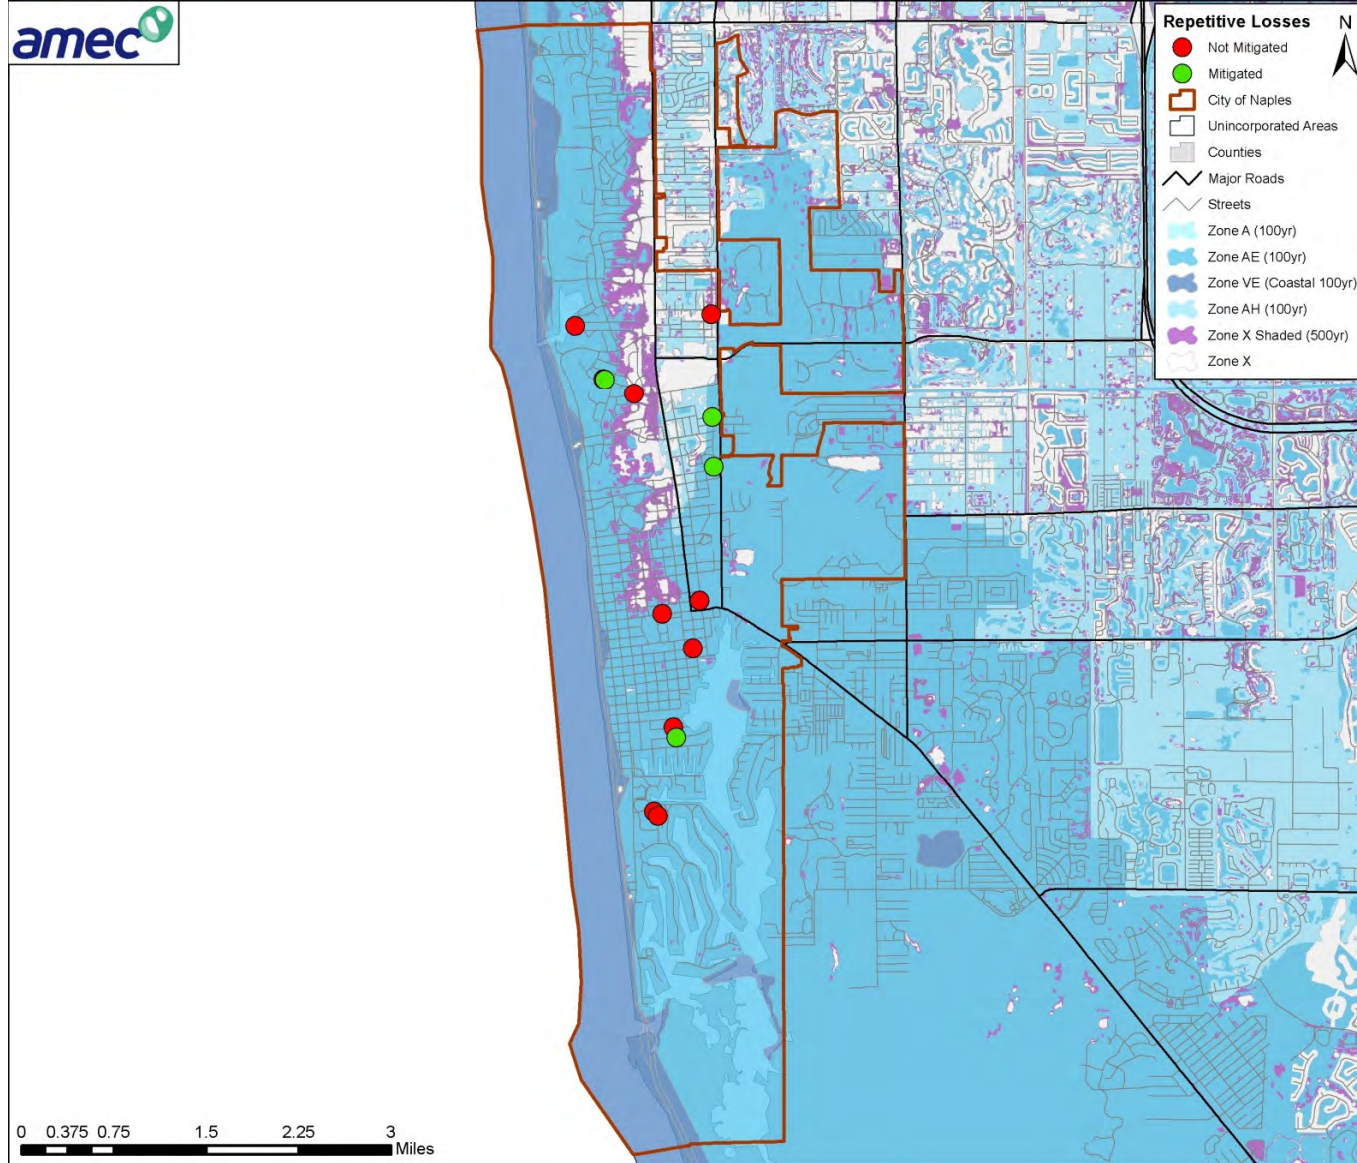 amec
Repetitive Losses
N
Not Mitigated
Mitigated
City of Naples
Unincorporated Areas
Counties
Major Roads
Streets
Zone A (100yr)
Zone AE (100yr)
Zone VE (Coastal 100yr)
Zone AH (100yr)
Zone X Shaded (500yr)
Zone X
0 0.375 0.75 1.5 2.25 3
Miles